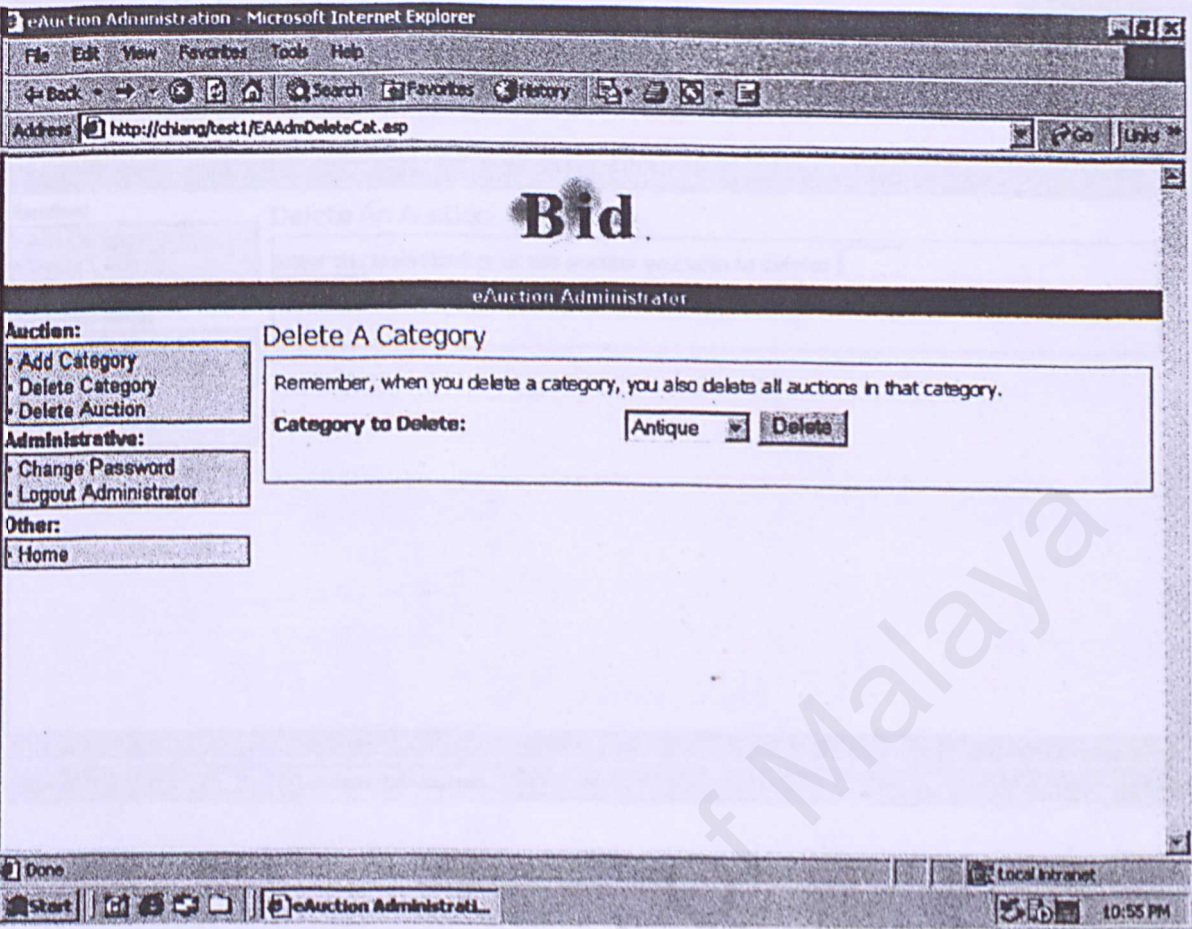 eAuction Administration - Microsoft Internet Explorer
File Edit View Favorites Tools Help
Back Search Favorites History
Address http://chiang/test1/EAAdmDeleteCat.asp Go Links »
Bid
eAuction Administrator
Auction:
• Add Category
• Delete Category
• Delete Auction
Administrative:
• Change Password
• Logout Administrator
Other:
• Home
Delete A Category
Remember, when you delete a category, you also delete all auctions in that category.
Category to Delete: Antique Delete
f Malaya
Done Local intranet
Start eAuction Administrati... 10:55 PM